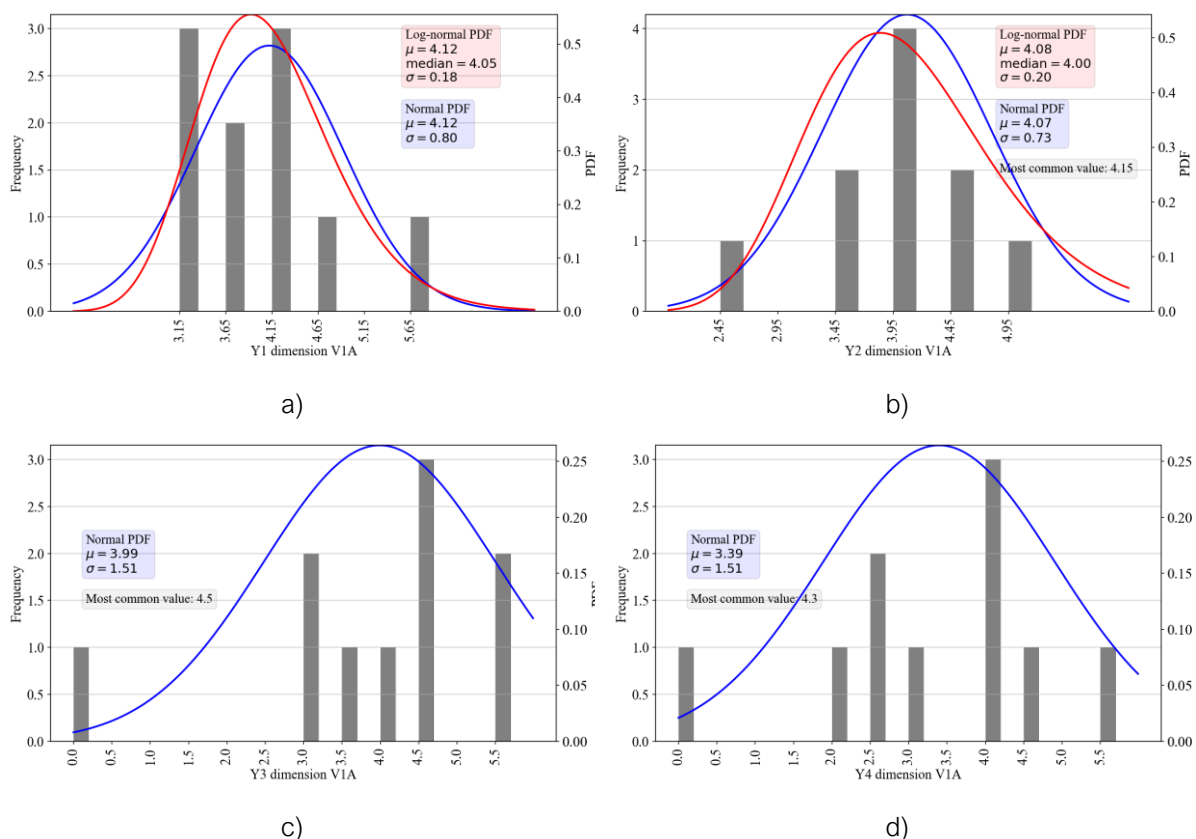 3.0
2.5
2.0
1.5
1.0
0.5
0.0
Frequency
3.15
3.65
4.15
4.65
5.15
5.65
Y1 dimension V1A
0.5
0.4
0.3
0.2
0.1
0.0
PDF
Log-normal PDF
μ = 4.12
median = 4.05
σ = 0.18
Normal PDF
μ = 4.12
σ = 0.80
a)
4
3
2
1
0
Frequency
2.45
2.95
3.45
3.95
4.45
4.95
Y2 dimension V1A
0.5
0.4
0.3
0.2
0.1
0.0
PDF
Log-normal PDF
μ = 4.08
median = 4.00
σ = 0.20
Normal PDF
μ = 4.07
σ = 0.73
Most common value: 4.15
b)
3.0
2.5
2.0
1.5
1.0
0.5
0.0
Frequency
0.0
0.5
1.0
1.5
2.0
2.5
3.0
3.5
4.0
4.5
5.0
5.5
Y3 dimension V1A
0.25
0.20
0.15
0.10
0.05
0.00
Normal PDF
μ = 3.99
σ = 1.51
Most common value: 4.5
c)
3.0
2.5
2.0
1.5
1.0
0.5
0.0
Frequency
0.0
0.5
1.0
1.5
2.0
2.5
3.0
3.5
4.0
4.5
5.0
5.5
Y4 dimension V1A
0.25
0.20
0.15
0.10
0.05
0.00
Normal PDF
μ = 3.39
σ = 1.51
Most common value: 4.3
d)